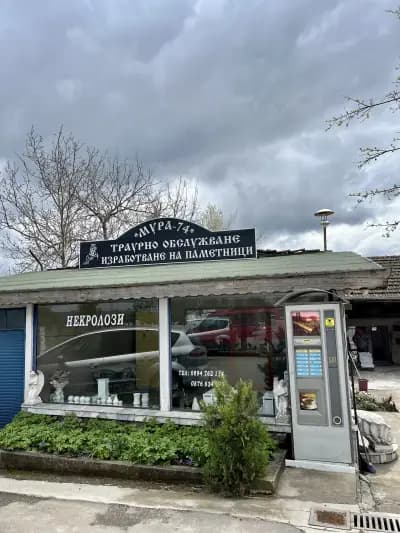 "МУРА-74"
ТРАУРНО ОБСЛУЖВАНЕ
ИЗРАБОТВАНЕ НА ПАМЕТНИЦИ
НЕКРОЛОЗИ